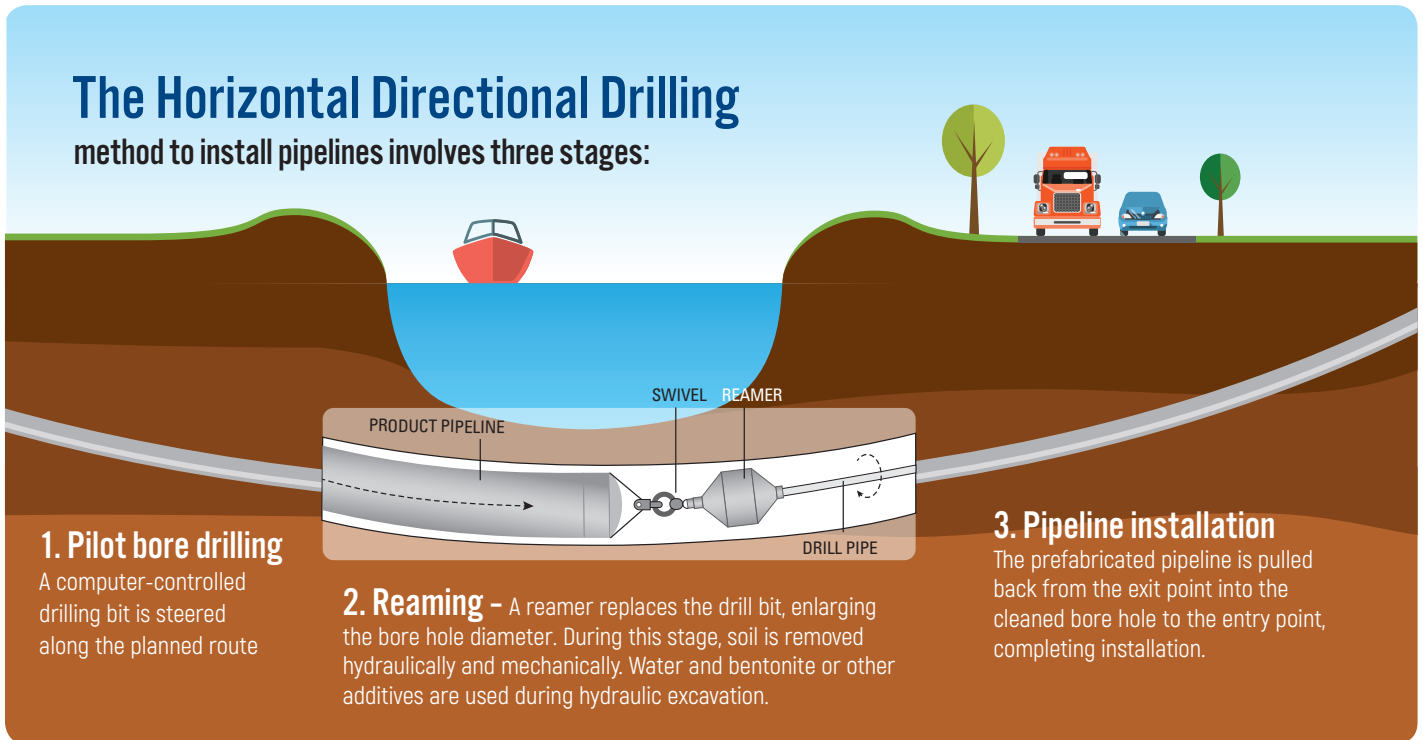 The Horizontal Directional Drilling
method to install pipelines involves three stages:
SWIVEL REAMER
PRODUCT PIPELINE
DRILL PIPE
1. Pilot bore drilling
A computer-controlled
drilling bit is steered
along the planned route
2. Reaming – A reamer replaces the drill bit, enlarging
the bore hole diameter. During this stage, soil is removed
hydraulically and mechanically. Water and bentonite or other
additives are used during hydraulic excavation.
3. Pipeline installation
The prefabricated pipeline is pulled
back from the exit point into the
cleaned bore hole to the entry point,
completing installation.